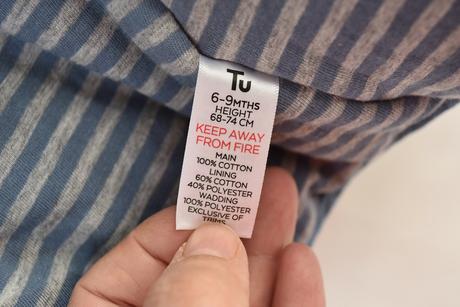 Tu
6-9MTHS
HEIGHT
68-74 CM
KEEP AWAY
FROM FIRE
MAIN
100% COTTON
LINING
60% COTTON
40% POLYESTER
WADDING
100% POLYESTER
EXCLUSIVE OF
TRIMS